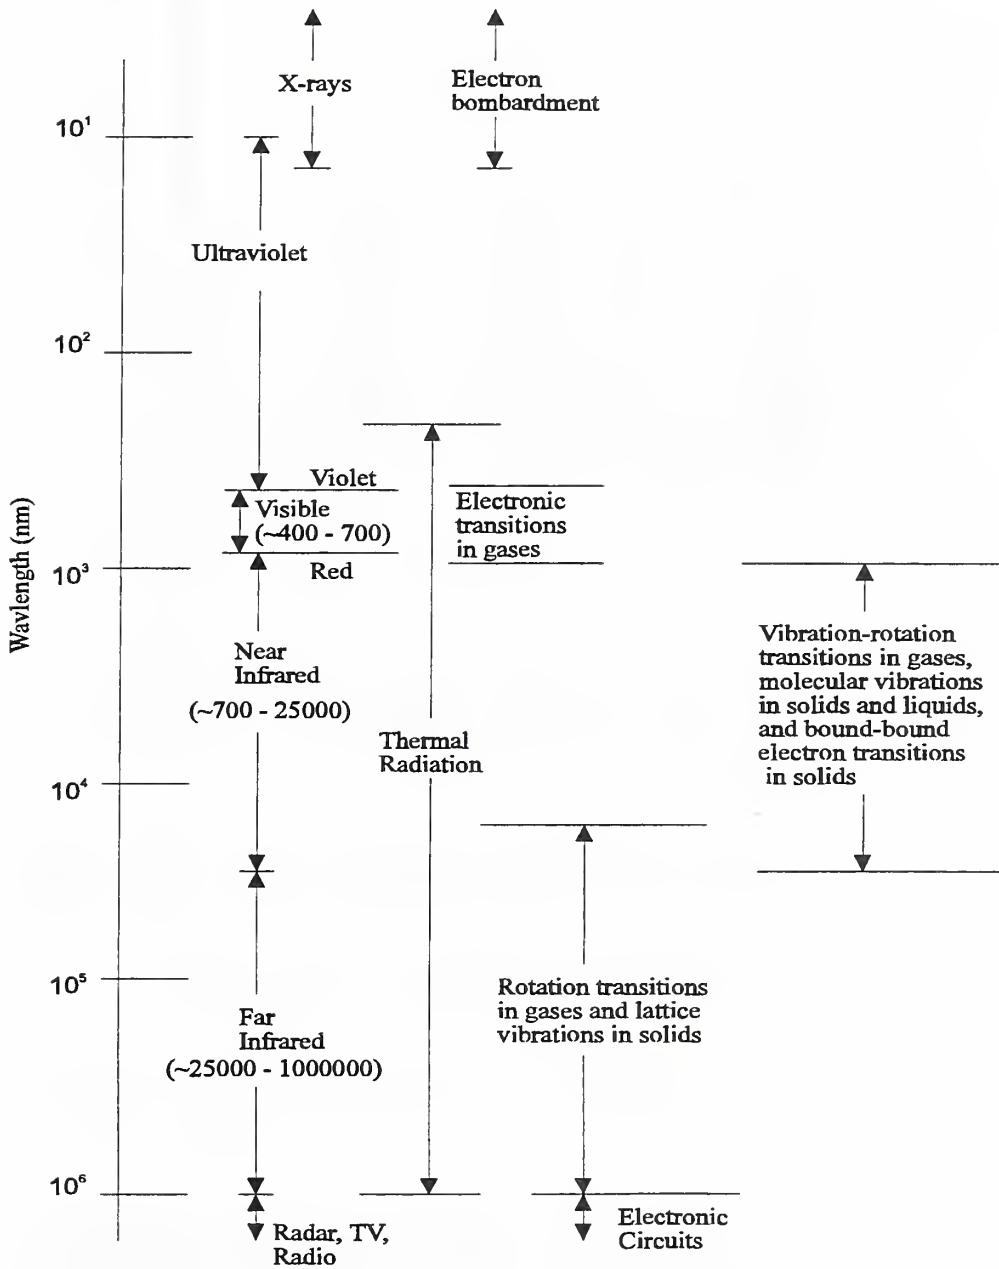 X-rays
Electron
bombardment
10¹
Ultraviolet
10²
Violet
Visible
(~400 - 700)
Electronic
transitions
in gases
Wavlength (nm)
10³
Red
Near
Infrared
(~700 - 25000)
Vibration-rotation
transitions in gases,
molecular vibrations
in solids and liquids,
and bound-bound
electron transitions
in solids
Thermal
Radiation
10⁴
10⁵
Rotation transitions
in gases and lattice
vibrations in solids
Far
Infrared
(~25000 - 1000000)
10⁶
Radar, TV,
Radio
Electronic
Circuits